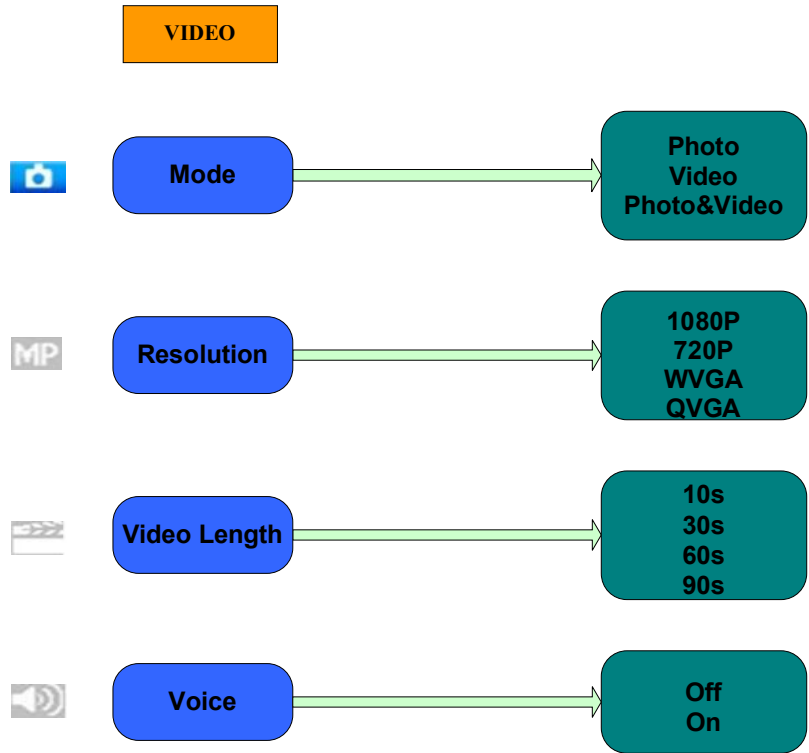 VIDEO
Mode
Photo
Video
Photo&Video
MP
Resolution
1080P
720P
WVGA
QVGA
Video Length
10s
30s
60s
90s
Voice
Off
On